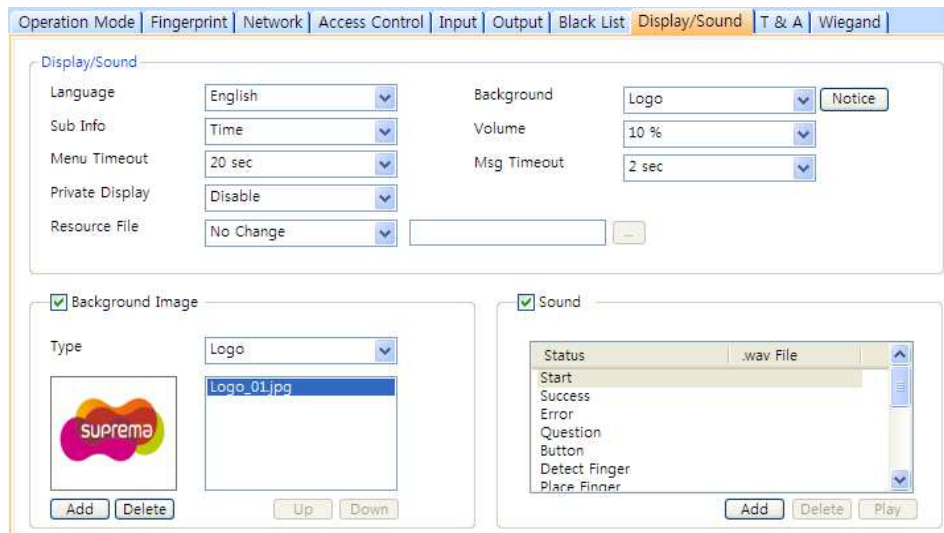 Operation Mode Fingerprint Network Access Control Input Output Black List Display/Sound T & A Wiegand
Display/Sound
Language English Background Logo Notice
Sub Info Time Volume 10 %
Menu Timeout 20 sec Msg Timeout 2 sec
Private Display Disable
Resource File No Change ...
Background Image
Type Logo
suprema
Logo_01.jpg
Add Delete Up Down
Sound
Status .wav File
Start
Success
Error
Question
Button
Detect Finger
Place Finger
Add Delete Play